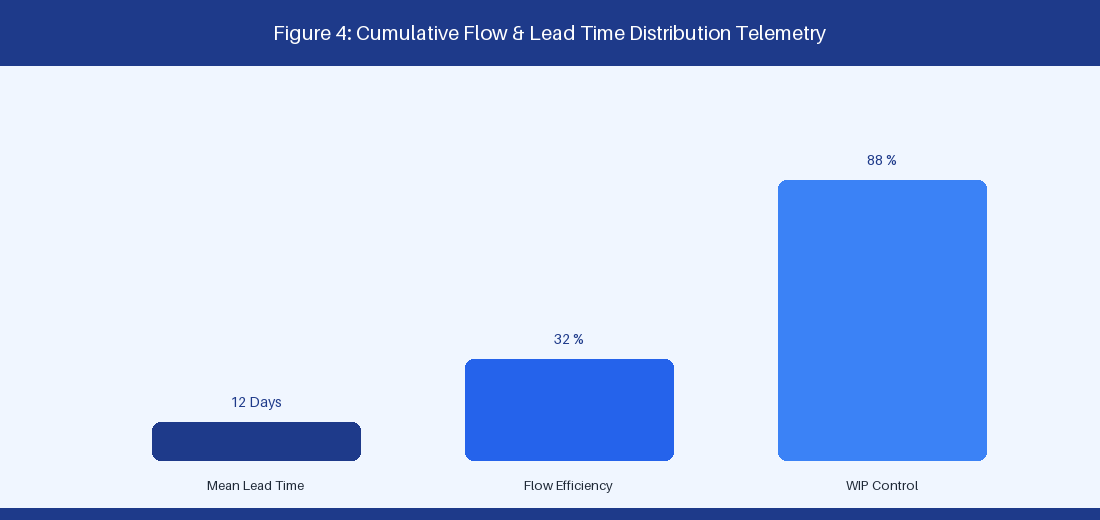 Figure 4: Cumulative Flow & Lead Time Distribution Telemetry
88 %
32 %
12 Days
Mean Lead Time
Flow Efficiency
WIP Control